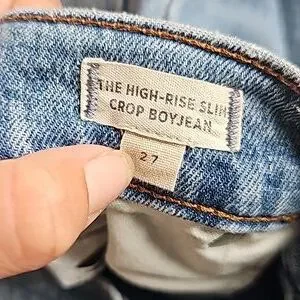 THE HIGH-RISE SLIM
CROP BOYJEAN
27